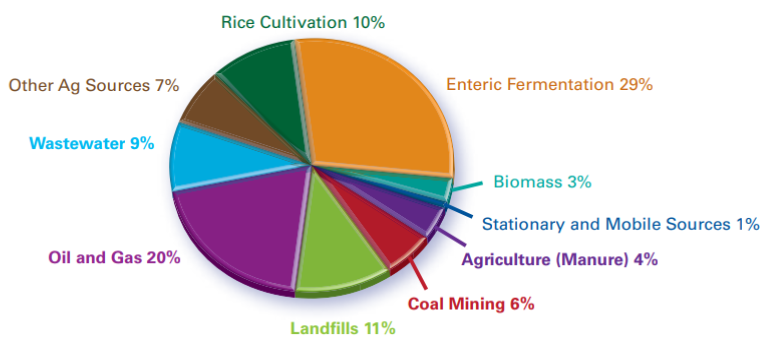 Rice Cultivation 10%
Other Ag Sources 7%
Enteric Fermentation 29%
Wastewater 9%
Biomass 3%
Stationary and Mobile Sources 1%
Oil and Gas 20%
Agriculture (Manure) 4%
Coal Mining 6%
Landfills 11%